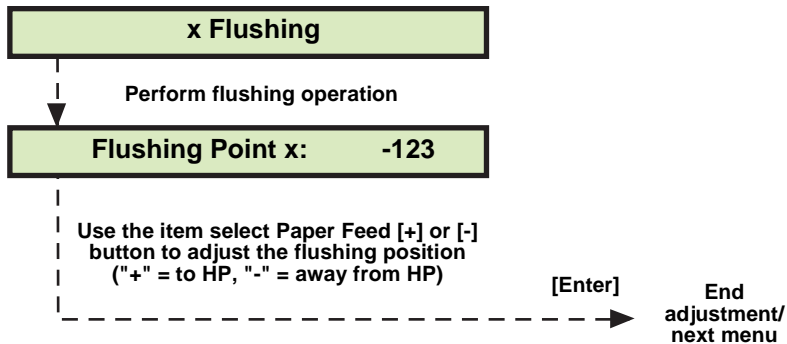 x Flushing
Perform flushing operation
Flushing Point x: -123
Use the item select Paper Feed [+] or [-]
button to adjust the flushing position
("+" = to HP, "-" = away from HP)
[Enter]
End
adjustment/
next menu